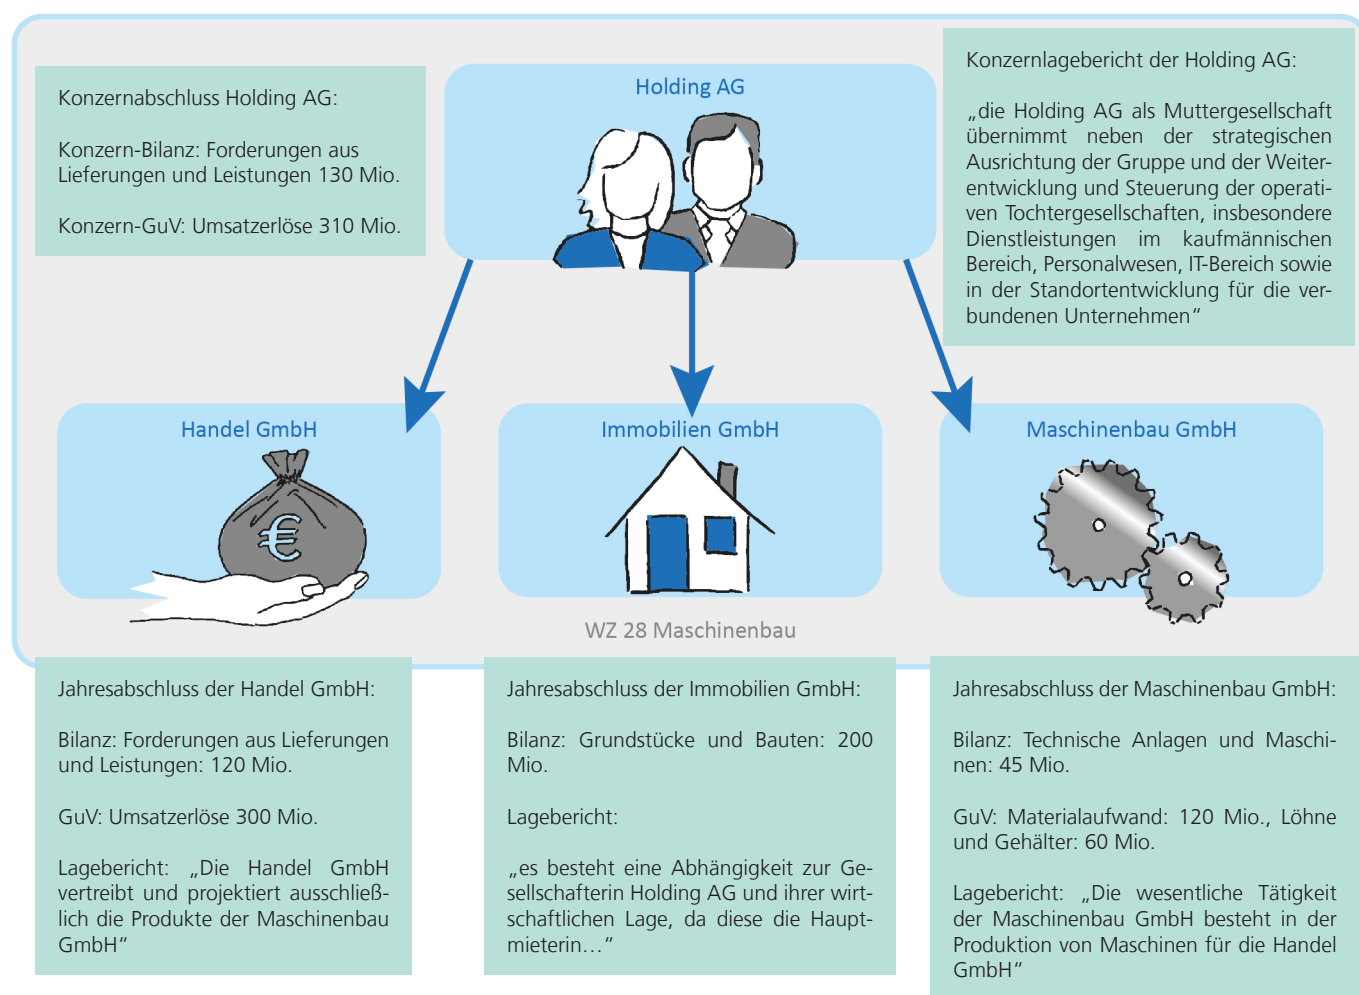 Konzernabschluss Holding AG:
Konzern-Bilanz: Forderungen aus
Lieferungen und Leistungen 130 Mio.
Konzern-GuV: Umsatzerlöse 310 Mio.
Holding AG
Konzernlagebericht der Holding AG:
„die Holding AG als Muttergesellschaft
übernimmt neben der strategischen
Ausrichtung der Gruppe und der Weiter-
entwicklung und Steuerung der operati-
ven Tochtergesellschaften, insbesondere
Dienstleistungen im kaufmännischen
Bereich, Personalwesen, IT-Bereich sowie
in der Standortentwicklung für die ver-
bundenen Unternehmen“
Handel GmbH
€
Immobilien GmbH
Maschinenbau GmbH
WZ 28 Maschinenbau
Jahresabschluss der Handel GmbH:
Bilanz: Forderungen aus Lieferungen
und Leistungen: 120 Mio.
GuV: Umsatzerlöse 300 Mio.
Lagebericht: „Die Handel GmbH
vertreibt und projektiert ausschließ-
lich die Produkte der Maschinenbau
GmbH“
Jahresabschluss der Immobilien GmbH:
Bilanz: Grundstücke und Bauten: 200
Mio.
Lagebericht:
„es besteht eine Abhängigkeit zur Ge-
sellschafterin Holding AG und ihrer wirt-
schaftlichen Lage, da diese die Haupt-
mieterin…“
Jahresabschluss der Maschinenbau GmbH:
Bilanz: Technische Anlagen und Maschi-
nen: 45 Mio.
GuV: Materialaufwand: 120 Mio., Löhne
und Gehälter: 60 Mio.
Lagebericht: „Die wesentliche Tätigkeit
der Maschinenbau GmbH besteht in der
Produktion von Maschinen für die Handel
GmbH“